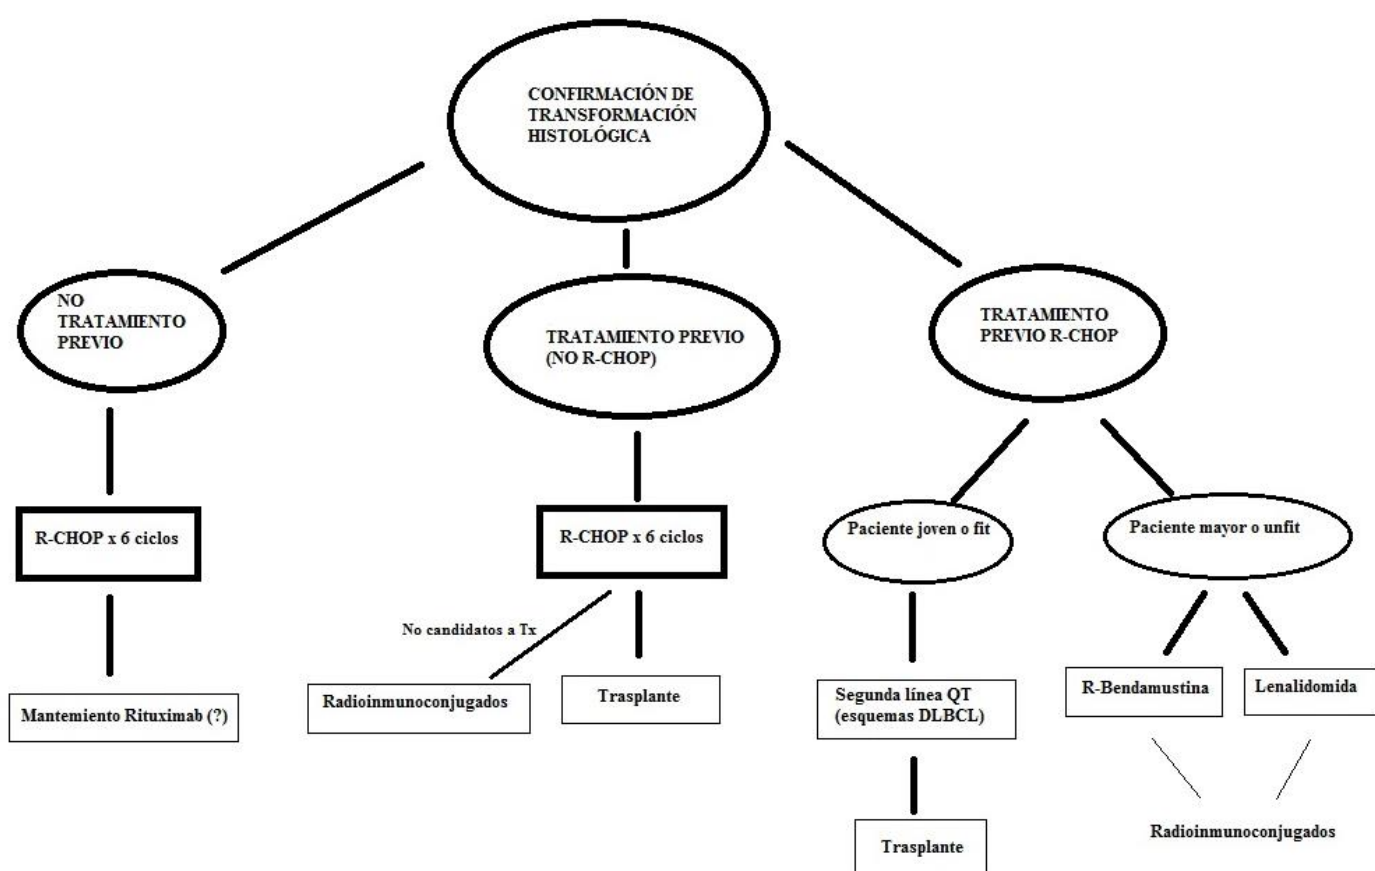 CONFIRMACIÓN DE
TRANSFORMACIÓN
HISTOLÓGICA
NO
TRATAMIENTO
PREVIO
TRATAMIENTO PREVIO
(NO R-CHOP)
TRATAMIENTO
PREVIO R-CHOP
R-CHOP x 6 ciclos
R-CHOP x 6 ciclos
Paciente joven o fit
Paciente mayor o unfit
No candidatos a Tx
Mantemiento Rituximab (?)
Radioinmunoconjugados
Trasplante
Segunda línea QT
(esquemas DLBCL)
R-Bendamustina
Lenalidomida
Trasplante
Radioinmunoconjugados